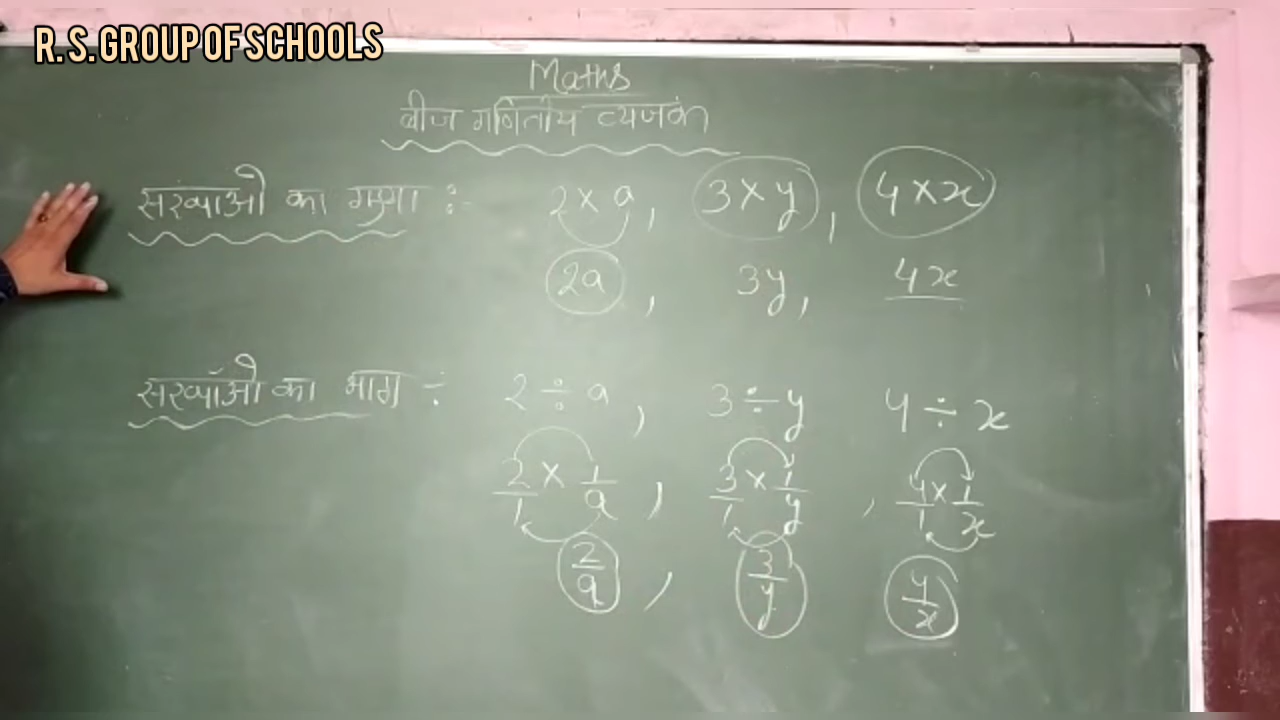 R. S. GROUP OF SCHOOLS
Maths
बीज गणितीय व्यजक
संख्याओ का गुणा :-
2 × a, 3 × y, 4 × x
2a, 3y, 4x
संख्याओ का भाग ÷
2 ÷ a, 3 ÷ y, 4 ÷ x
2/1 × 1/a, 3/1 × 1/y, 4/1 × 1/x
2/a, 3/y, 4/x